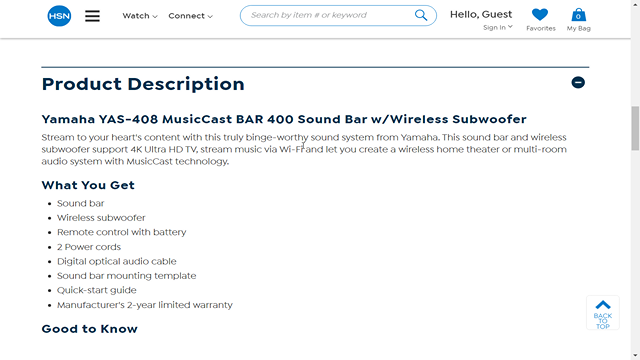 HSN
Watch
Connect
Search by item # or keyword
Hello, Guest
Sign In
Favorites
0
My Bag
Product Description
Yamaha YAS-408 MusicCast BAR 400 Sound Bar w/Wireless Subwoofer
Stream to your heart's content with this truly binge-worthy sound system from Yamaha. This sound bar and wireless
subwoofer support 4K Ultra HD TV, stream music via Wi-Fi and let you create a wireless home theater or multi-room
audio system with MusicCast technology.
What You Get
• Sound bar
• Wireless subwoofer
• Remote control with battery
• 2 Power cords
• Digital optical audio cable
• Sound bar mounting template
• Quick-start guide
• Manufacturer's 2-year limited warranty
BACK
TO
TOP
Good to Know